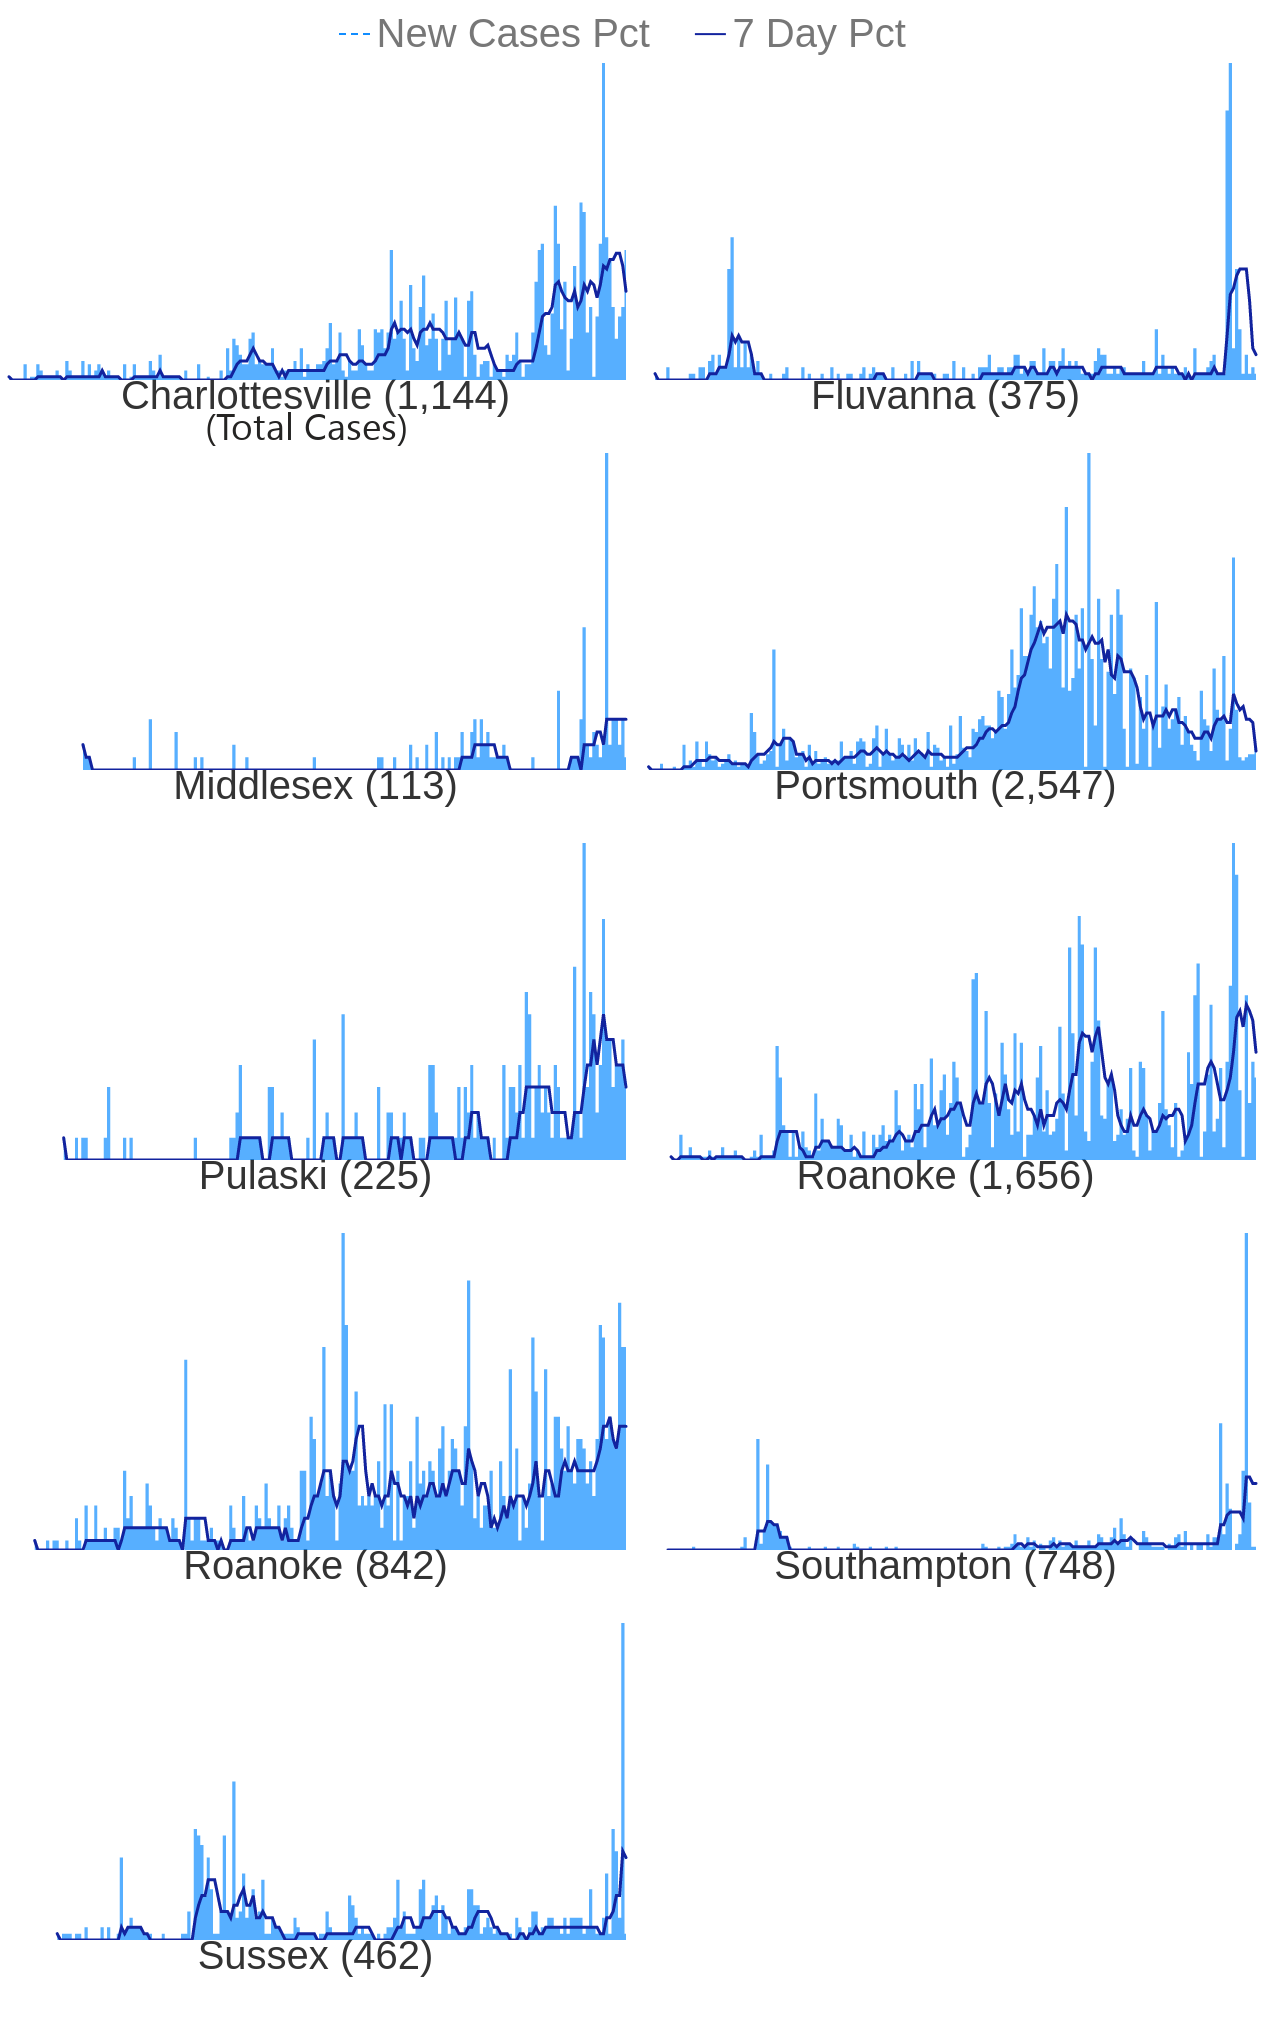 New Cases Pct 7 Day Pct
Charlottesville (1,144) Fluvanna (375)
(Total Cases)
Middlesex (113) Portsmouth (2,547)
Pulaski (225) Roanoke (1,656)
Roanoke (842) Southampton (748)
Sussex (462)